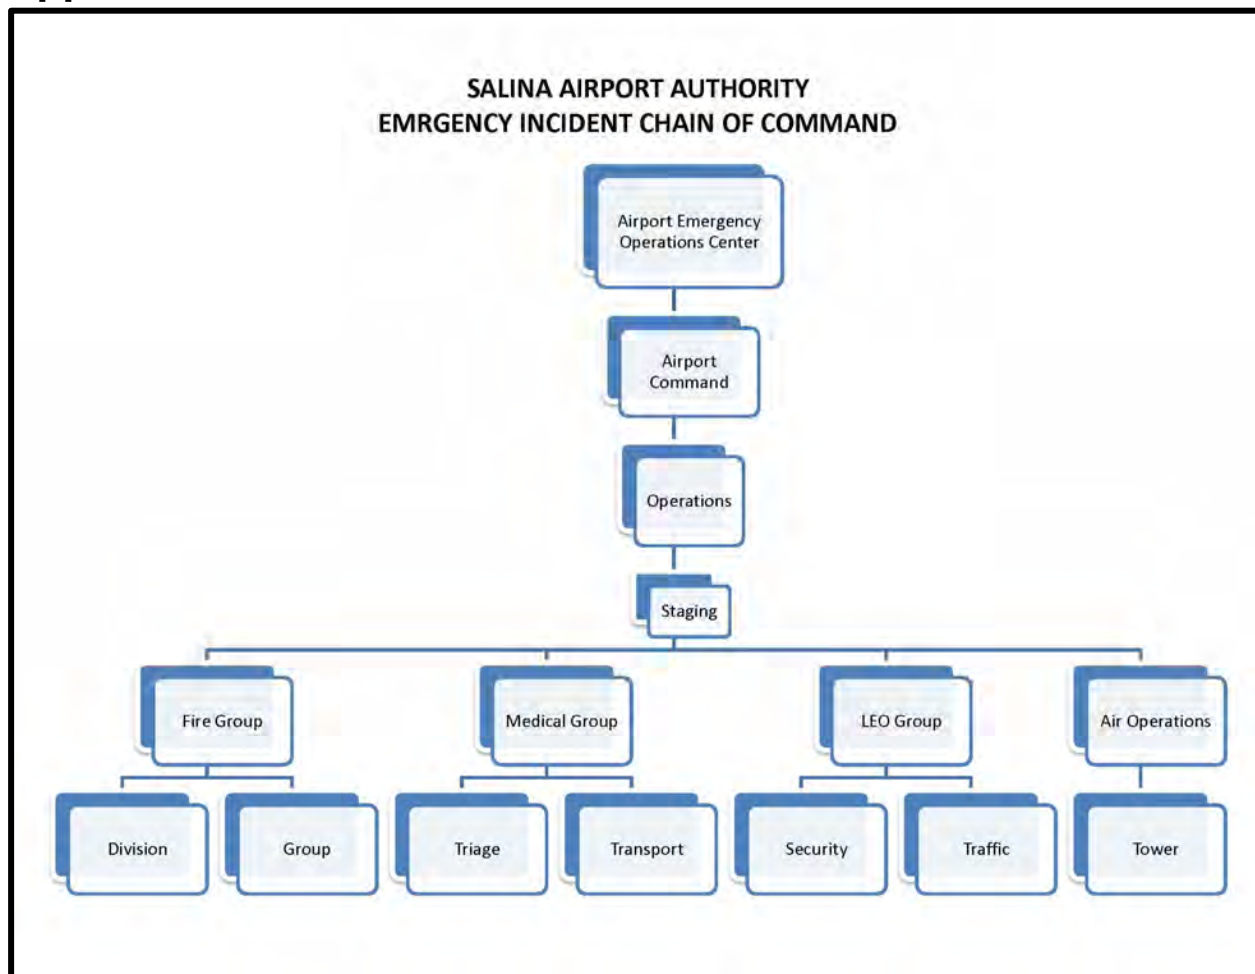 SALINA AIRPORT AUTHORITY
EMRGENCY INCIDENT CHAIN OF COMMAND
Airport Emergency
Operations Center
Airport
Command
Operations
Staging
Fire Group
Medical Group
LEO Group
Air Operations
Division
Group
Triage
Transport
Security
Traffic
Tower